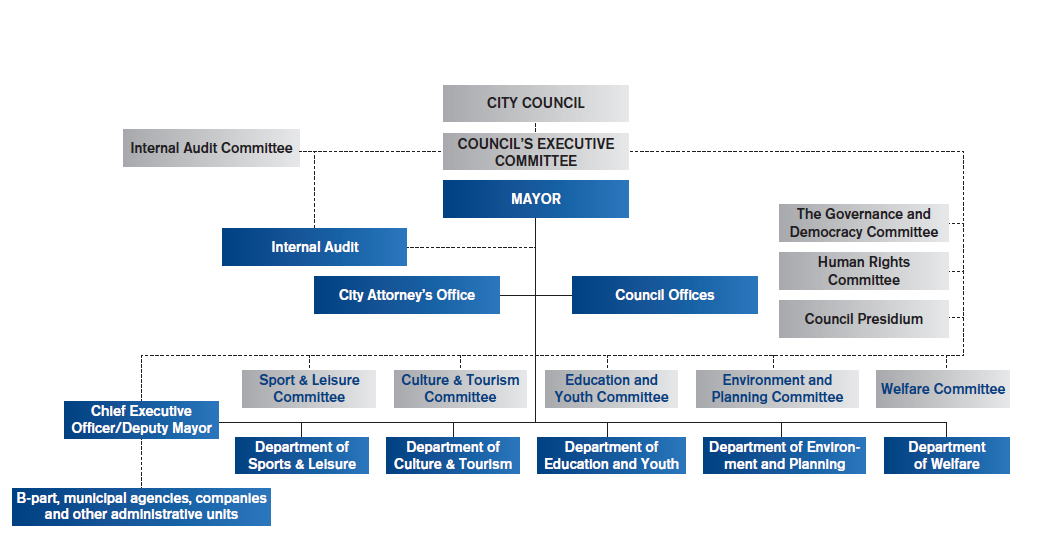 CITY COUNCIL
Internal Audit Committee
COUNCIL'S EXECUTIVE
COMMITTEE
MAYOR
The Governance and
Democracy Committee
Internal Audit
Human Rights
Committee
City Attorney's Office
Council Offices
Council Presidium
Sport & Leisure
Committee
Culture & Tourism
Committee
Education and
Youth Committee
Environment and
Planning Committee
Welfare Committee
Chief Executive
Officer/Deputy Mayor
Department of
Sports & Leisure
Department of
Culture & Tourism
Department of
Education and Youth
Department of Environ-
ment and Planning
Department
of Welfare
B-part, municipal agencies, companies
and other administrative units